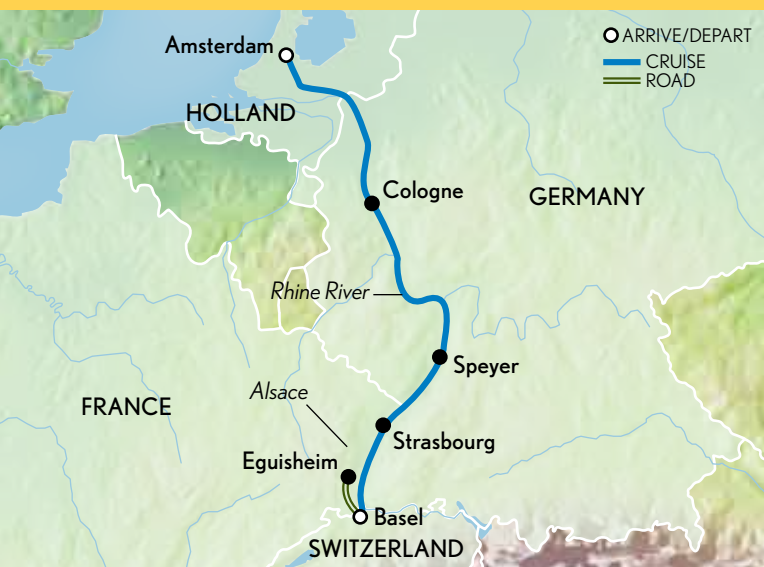 Amsterdam
ARRIVE/DEPART
CRUISE
ROAD
HOLLAND
Cologne
GERMANY
Rhine River
Speyer
Alsace
FRANCE
Strasbourg
Eguisheim
Basel
SWITZERLAND